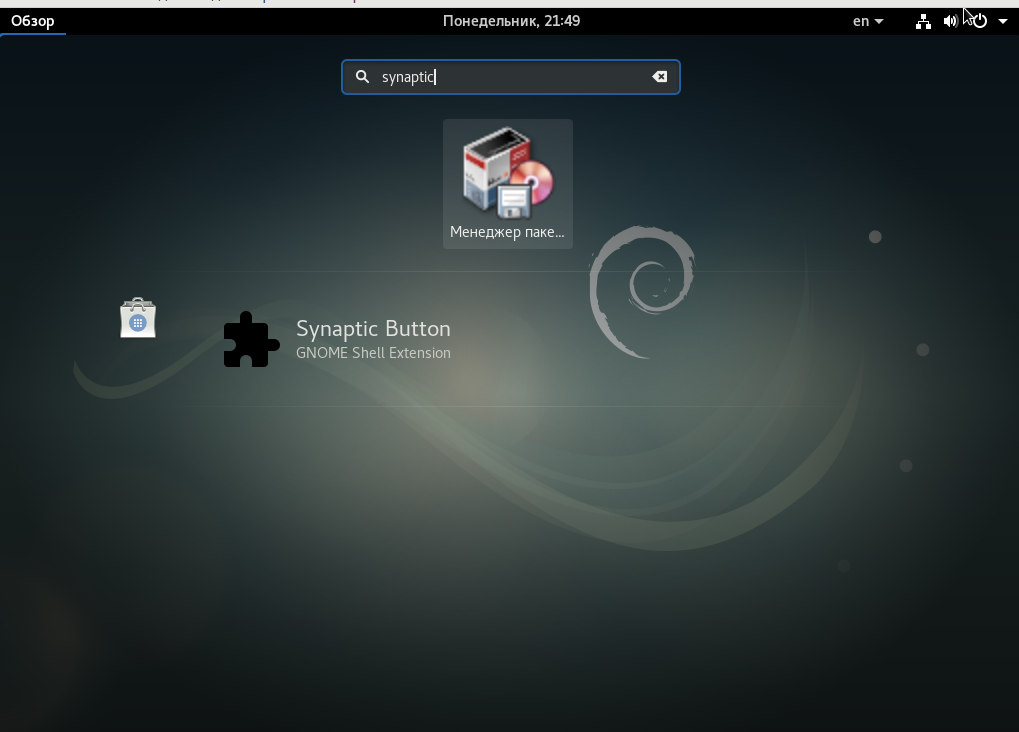 Обзор
Понедельник, 21:49
en
synaptic
Менеджер паке...
Synaptic Button
GNOME Shell Extension